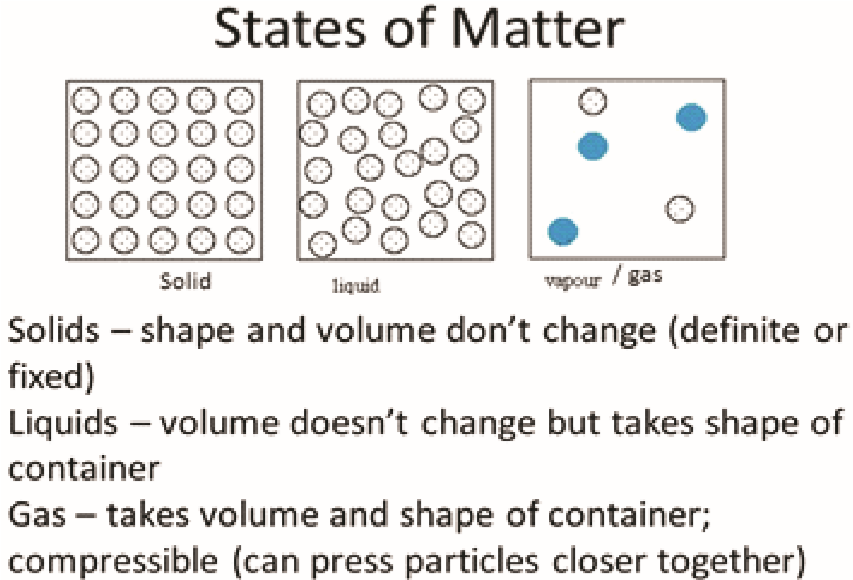 States of Matter
Solid
liquid
vapour / gas
Solids – shape and volume don't change (definite or
fixed)
Liquids – volume doesn't change but takes shape of
container
Gas – takes volume and shape of container;
compressible (can press particles closer together)